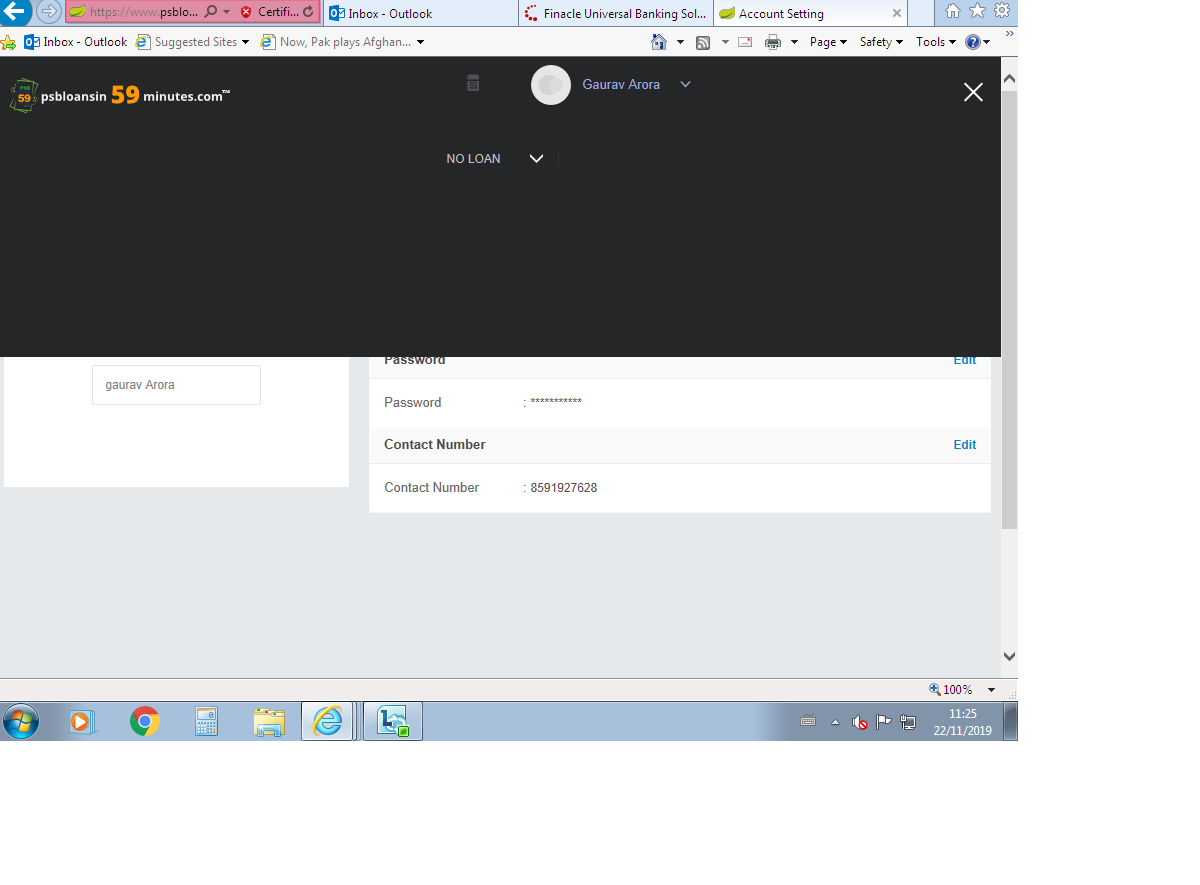 https://www.psblo...
Certifi...
Inbox - Outlook
Finacle Universal Banking Sol...
Account Setting
Inbox - Outlook
Suggested Sites
Now, Pak plays Afghan...
Page
Safety
Tools
PSB
59
psbloansin 59 minutes.com™
Gaurav Arora
NO LOAN
Password
Edit
gaurav Arora
Password : ***********
Contact Number
Edit
Contact Number : 8591927628
100%
11:25
22/11/2019